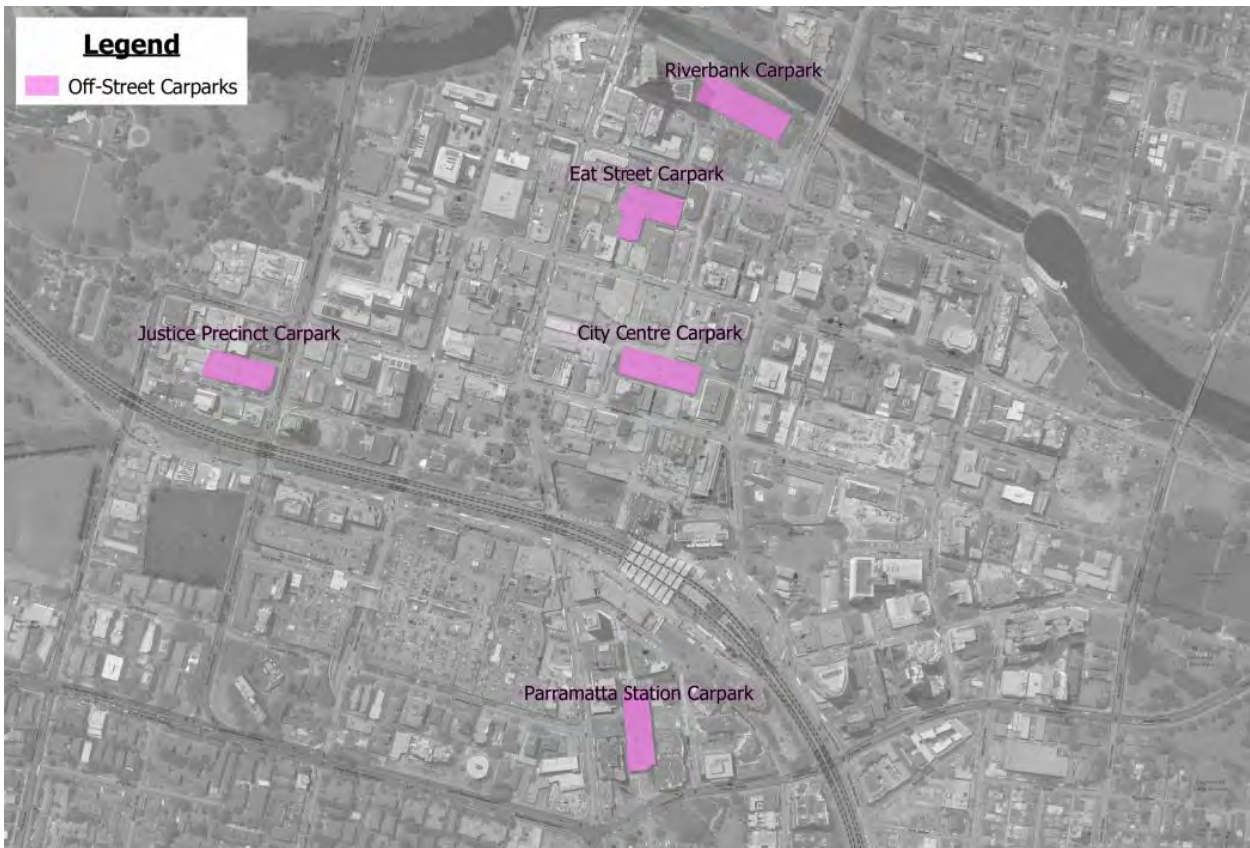 Legend
Off-Street Carparks
Riverbank Carpark
Eat Street Carpark
Justice Precinct Carpark
City Centre Carpark
Parramatta Station Carpark